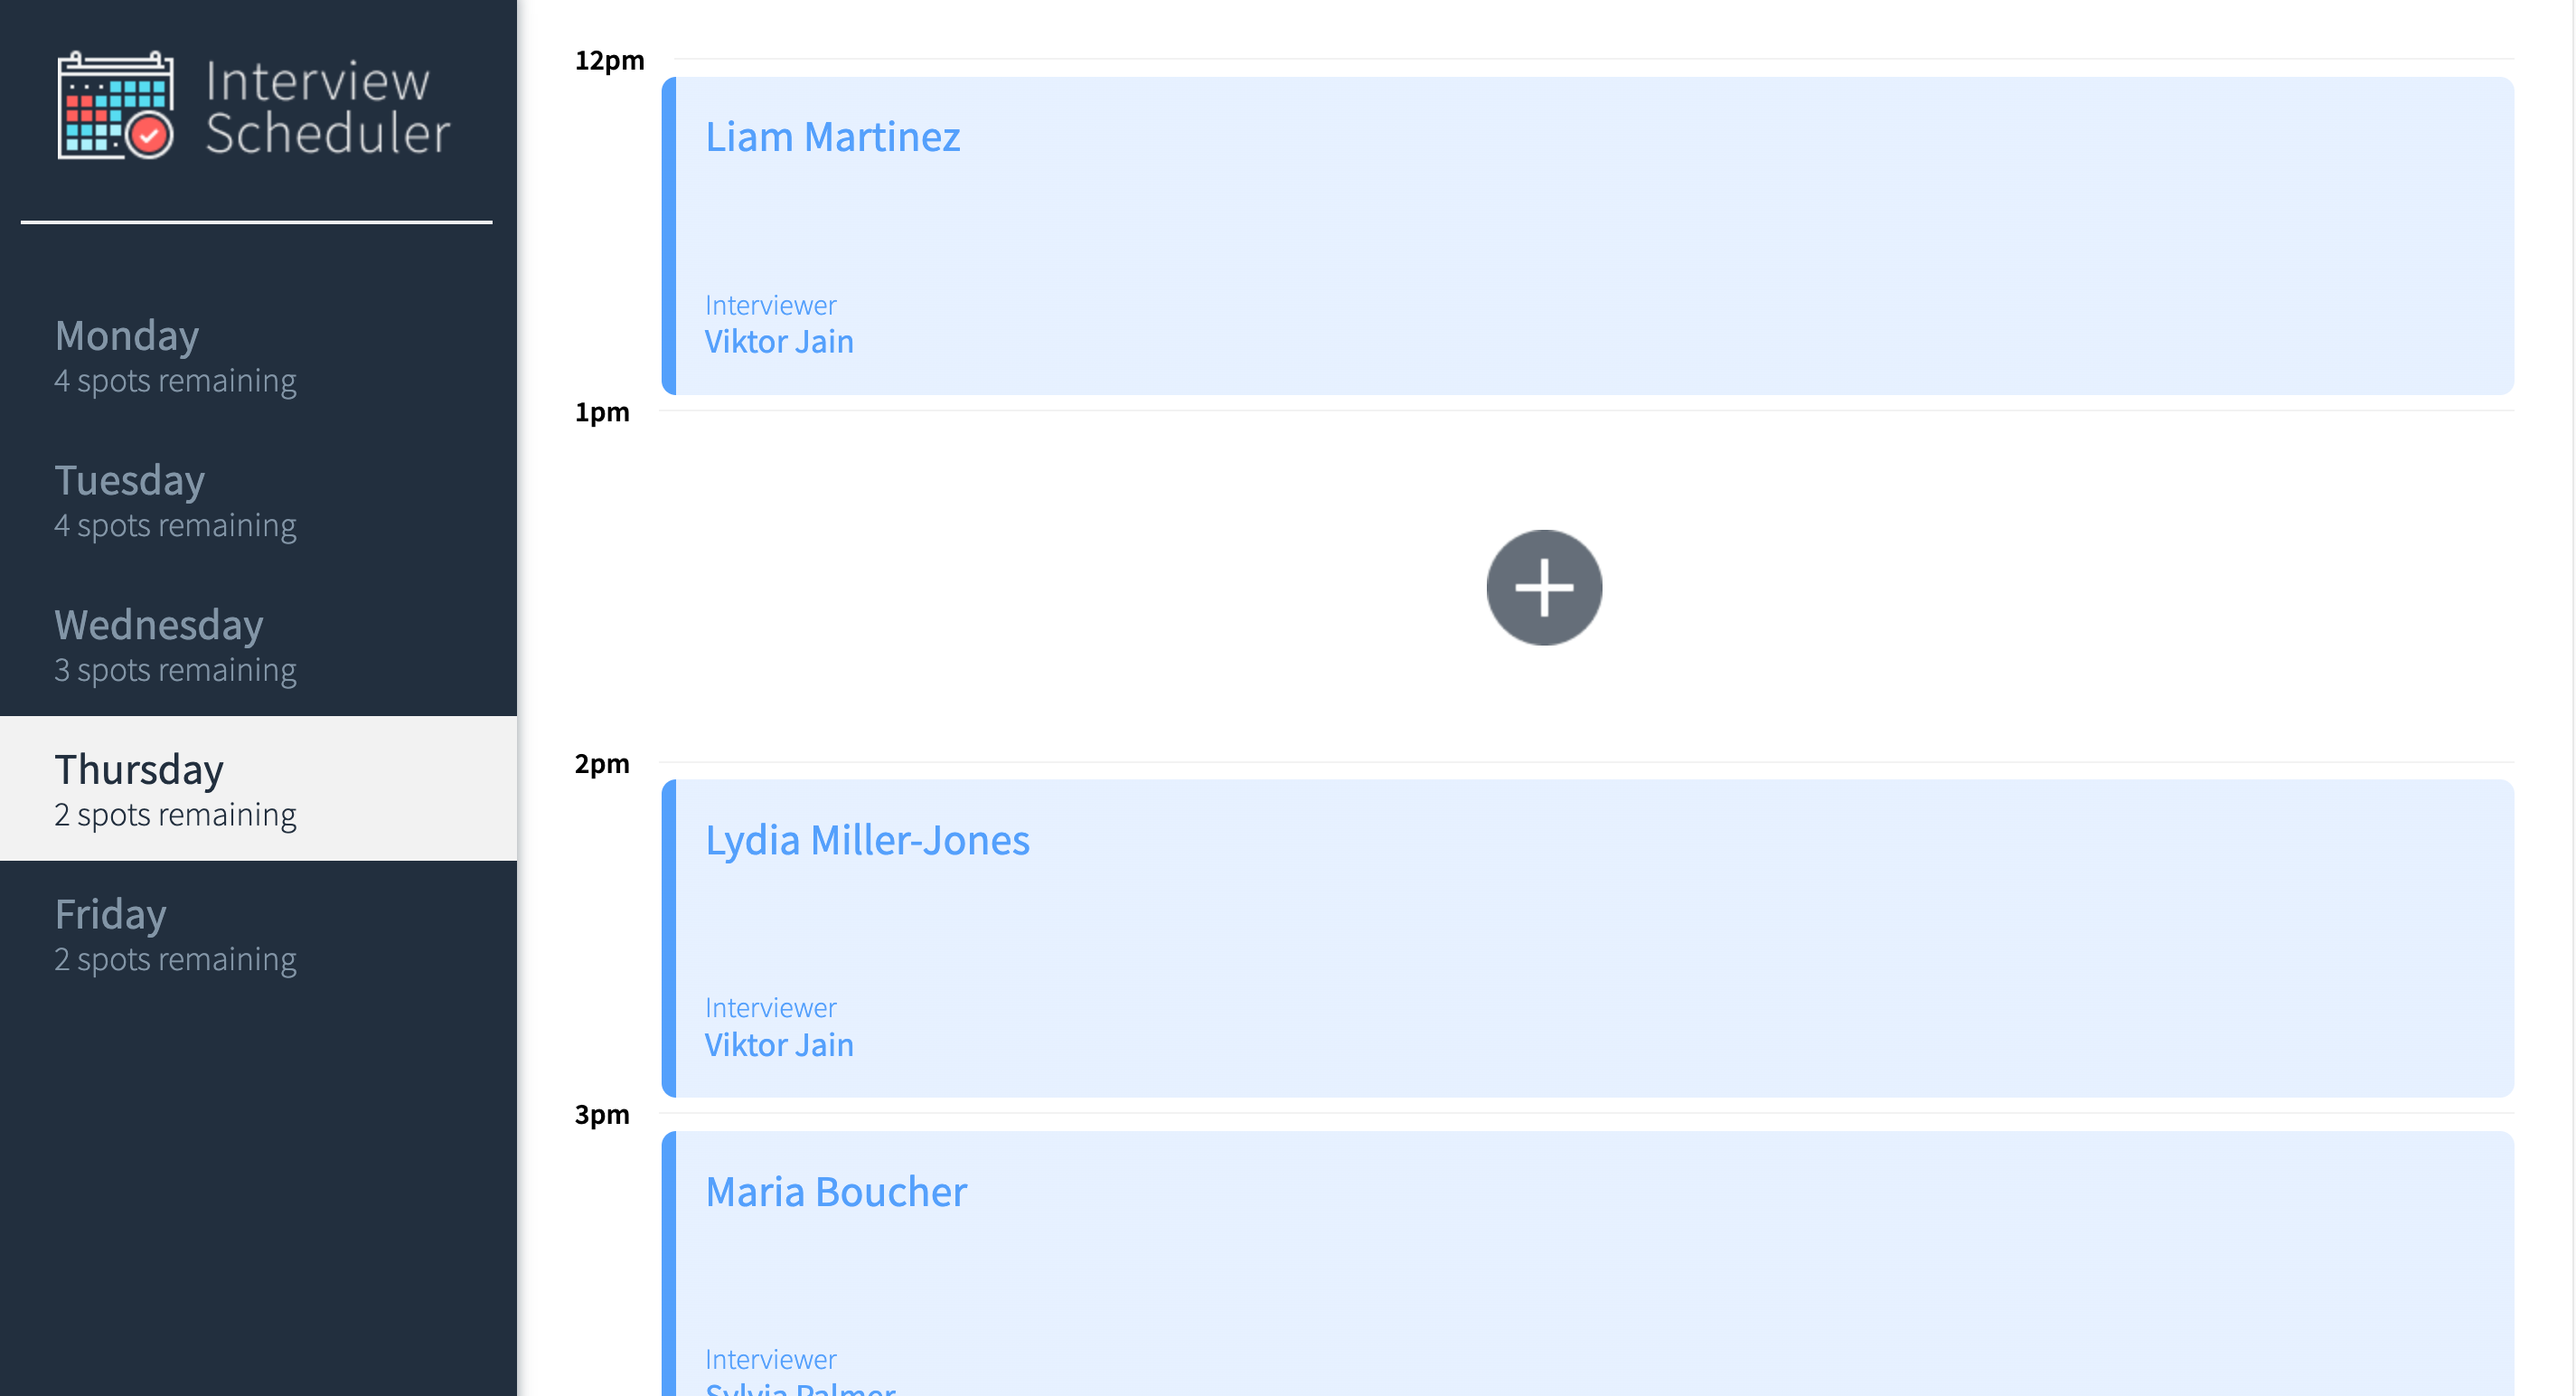 Interview
Scheduler
Monday
4 spots remaining
Tuesday
4 spots remaining
Wednesday
3 spots remaining
Thursday
2 spots remaining
Friday
2 spots remaining
12pm
Liam Martinez
Interviewer
Viktor Jain
1pm
2pm
Lydia Miller-Jones
Interviewer
Viktor Jain
3pm
Maria Boucher
Interviewer
Sylvia Palmer